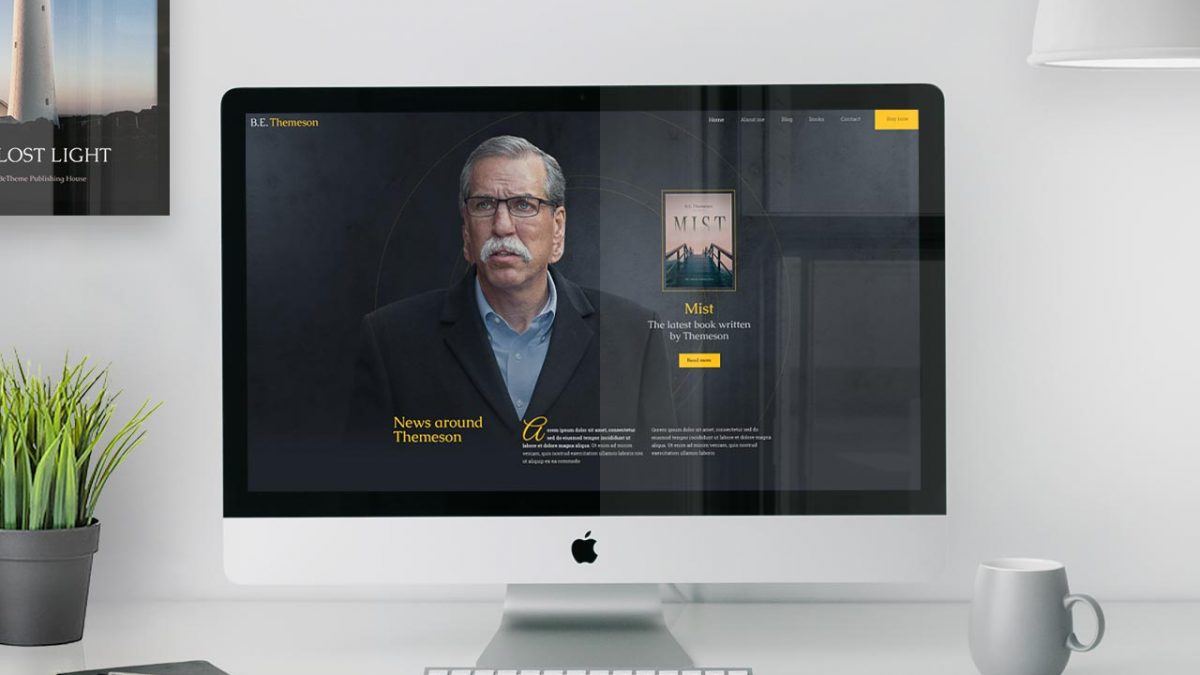 LOST LIGHT
BeTheme Publishing House
B.E. Themeson
Home About me Blog Books Contact Buy now
B.E. Themeson
MIST
Mist
The latest book written
by Themeson
Read more
News around
Themeson
orem ipsum dolor sit amet, consectetur
sed do eiusmod tempor incididunt ut
labore et dolore magna aliqua. Ut enim ad minim
veniam, quis nostrud exercitation ullamco laboris nisi
ut aliquip ex ea commodo
Qorem ipsum dolor sit amet, consectetur sed do
eiusmod tempor incididunt ut labore et dolore
magna aliqua. Ut enim ad minim veniam, quis nostrud
exercitation ullamco laboris